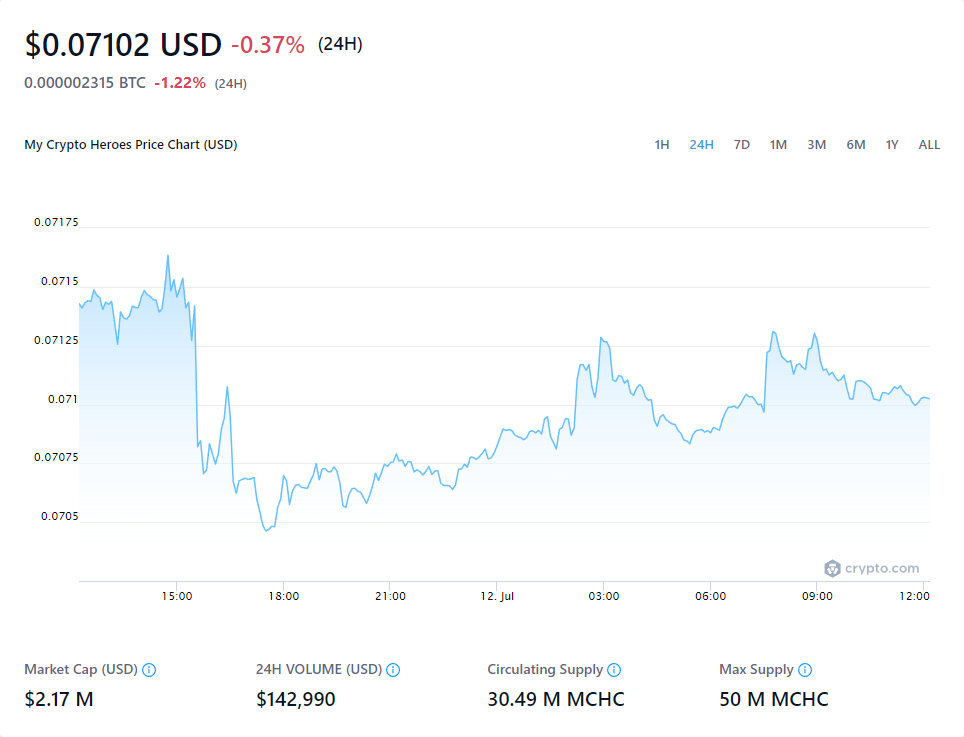 $0.07102 USD -0.37% (24H)
0.000002315 BTC -1.22% (24H)
My Crypto Heroes Price Chart (USD) 1H 24H 7D 1M 3M 6M 1Y ALL
0.07175
0.0715
0.07125
0.071
0.07075
0.0705
crypto.com
15:00 18:00 21:00 12. Jul 03:00 06:00 09:00 12:00
Market Cap (USD) 24H VOLUME (USD) Circulating Supply Max Supply
$2.17 M $142,990 30.49 M MCHC 50 M MCHC